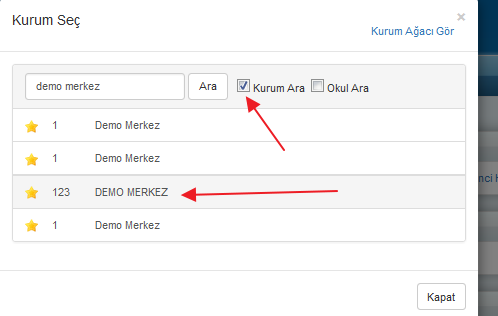 Kurum Seç
×
Kurum Ağacı Gör
demo merkez Ara Kurum Ara Okul Ara
1 Demo Merkez
1 Demo Merkez
123 DEMO MERKEZ
1 Demo Merkez
Kapat